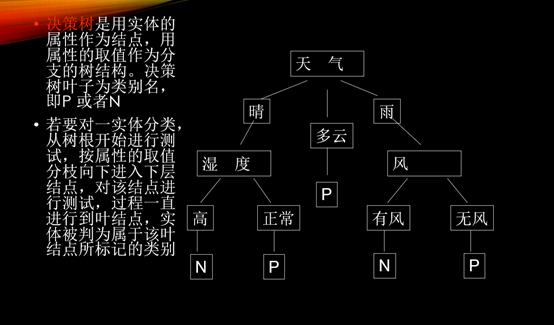 • 决策树是用实体的
属性作为结点，用
属性的取值作为分
支的树结构。决策
树叶子为类别名，
即P 或者N
• 若要对一实体分类，
从树根开始进行测
试，按属性的取值
分枝向下进入下层
结点，对该结点进
行测试，过程一直
进行到叶结点，实
体被判为属于该叶
结点所标记的类别
天 气
晴
多云
雨
湿 度
风
P
高
正常
有风
无风
N
P
N
P